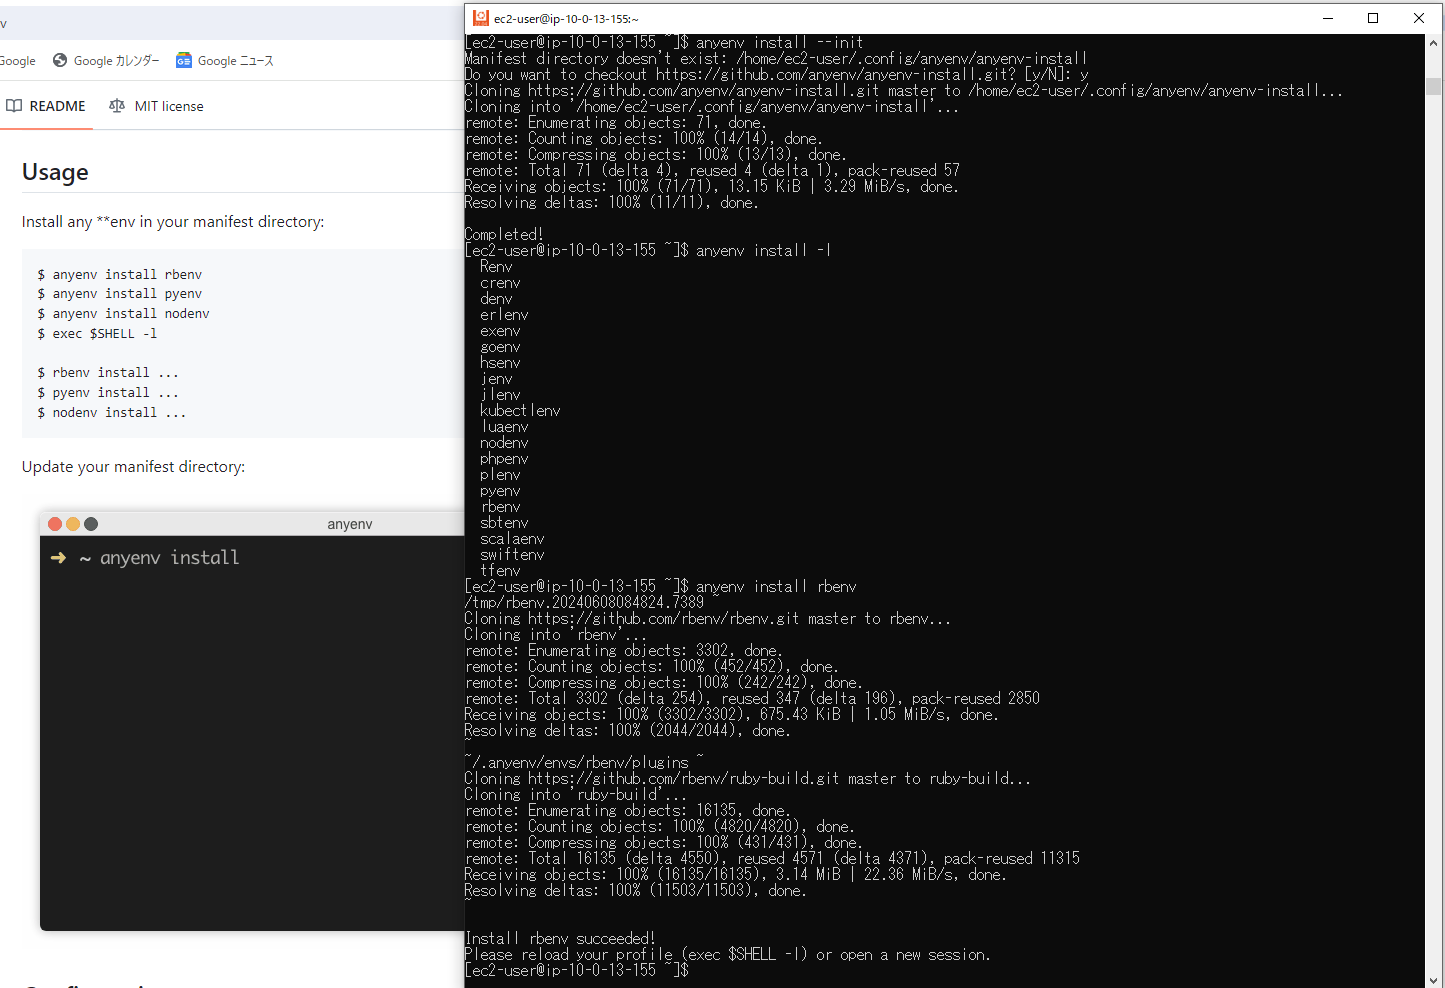 v
Google
Google カレンダー
Google ニュース
README
MIT license
Usage
Install any **env in your manifest directory:
$ anyenv install rbenv
$ anyenv install pyenv
$ anyenv install nodenv
$ exec $SHELL -l
$ rbenv install ...
$ pyenv install ...
$ nodenv install ...
Update your manifest directory:
anyenv
➜ ~ anyenv install
ec2-user@ip-10-0-13-155:~
[ec2-user@ip-10-0-13-155 ~]$ anyenv install --init
Manifest directory doesn't exist: /home/ec2-user/.config/anyenv/anyenv-install
Do you want to checkout https://github.com/anyenv/anyenv-install.git? [y/N]: y
Cloning https://github.com/anyenv/anyenv-install.git master to /home/ec2-user/.config/anyenv/anyenv-install...
Cloning into '/home/ec2-user/.config/anyenv/anyenv-install'...
remote: Enumerating objects: 71, done.
remote: Counting objects: 100% (14/14), done.
remote: Compressing objects: 100% (13/13), done.
remote: Total 71 (delta 4), reused 4 (delta 1), pack-reused 57
Receiving objects: 100% (71/71), 13.15 KiB | 3.29 MiB/s, done.
Resolving deltas: 100% (11/11), done.
Completed!
[ec2-user@ip-10-0-13-155 ~]$ anyenv install -l
Renv
crenv
denv
erlenv
exenv
goenv
hsenv
jenv
jlenv
kubectlenv
luaenv
nodenv
phpenv
plenv
pyenv
rbenv
sbtenv
scalaenv
swiftenv
tfenv
[ec2-user@ip-10-0-13-155 ~]$ anyenv install rbenv
/tmp/rbenv.20240608084824.7389 ~
Cloning https://github.com/rbenv/rbenv.git master to rbenv...
Cloning into 'rbenv'...
remote: Enumerating objects: 3302, done.
remote: Counting objects: 100% (452/452), done.
remote: Compressing objects: 100% (242/242), done.
remote: Total 3302 (delta 254), reused 347 (delta 196), pack-reused 2850
Receiving objects: 100% (3302/3302), 675.43 KiB | 1.05 MiB/s, done.
Resolving deltas: 100% (2044/2044), done.
~
~/.anyenv/envs/rbenv/plugins ~
Cloning https://github.com/rbenv/ruby-build.git master to ruby-build...
Cloning into 'ruby-build'...
remote: Enumerating objects: 16135, done.
remote: Counting objects: 100% (4820/4820), done.
remote: Compressing objects: 100% (431/431), done.
remote: Total 16135 (delta 4550), reused 4571 (delta 4371), pack-reused 11315
Receiving objects: 100% (16135/16135), 3.14 MiB | 22.36 MiB/s, done.
Resolving deltas: 100% (11503/11503), done.
~
Install rbenv succeeded!
Please reload your profile (exec $SHELL -l) or open a new session.
[ec2-user@ip-10-0-13-155 ~]$